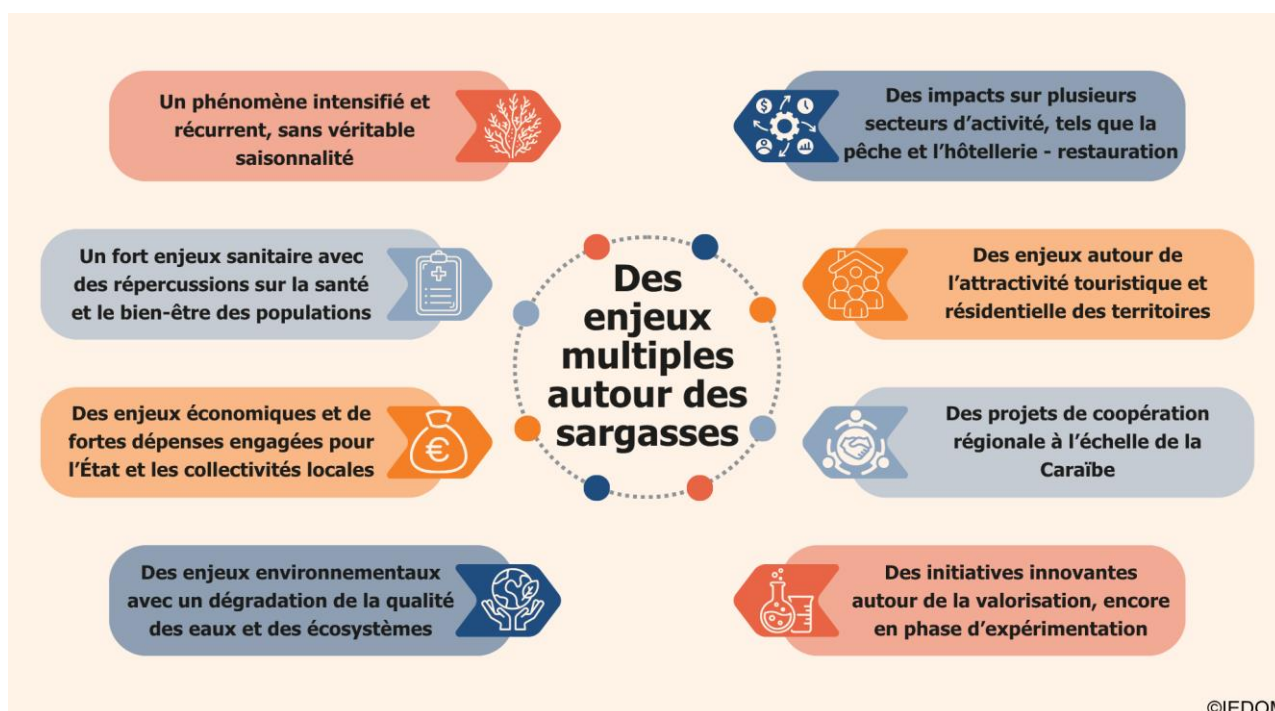 Un phénomène intensifié et
récurrent, sans véritable
saisonnalité
Un fort enjeux sanitaire avec
des répercussions sur la santé
et le bien-être des populations
Des enjeux économiques et de
fortes dépenses engagées pour
l’État et les collectivités locales
Des enjeux environnementaux
avec un dégradation de la qualité
des eaux et des écosystèmes
Des
enjeux
multiples
autour des
sargasses
Des impacts sur plusieurs
secteurs d’activité, tels que la
pêche et l’hôtellerie - restauration
Des enjeux autour de
l’attractivité touristique et
résidentielle des territoires
Des projets de coopération
régionale à l’échelle de la
Caraïbe
Des initiatives innovantes
autour de la valorisation, encore
en phase d’expérimentation
©IEDOM